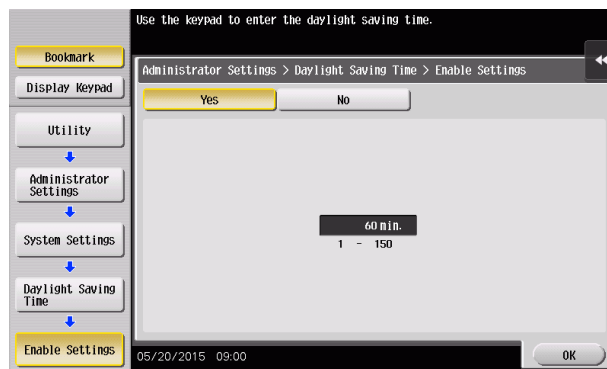 Use the keypad to enter the daylight saving time.
Bookmark
Display Keypad
Utility
Administrator
Settings
System Settings
Daylight Saving
Time
Enable Settings
Administrator Settings > Daylight Saving Time > Enable Settings
Yes
No
60 min.
1 - 150
05/20/2015 09:00
OK